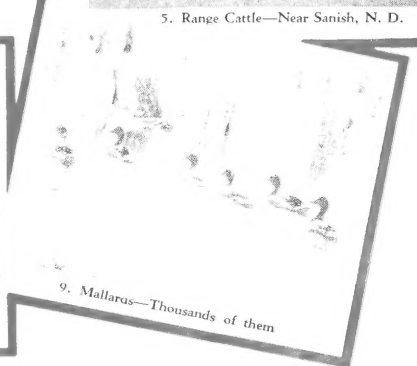 5. Range Cattle—Near Sanish, N. D.
9. Mallards—Thousands of them